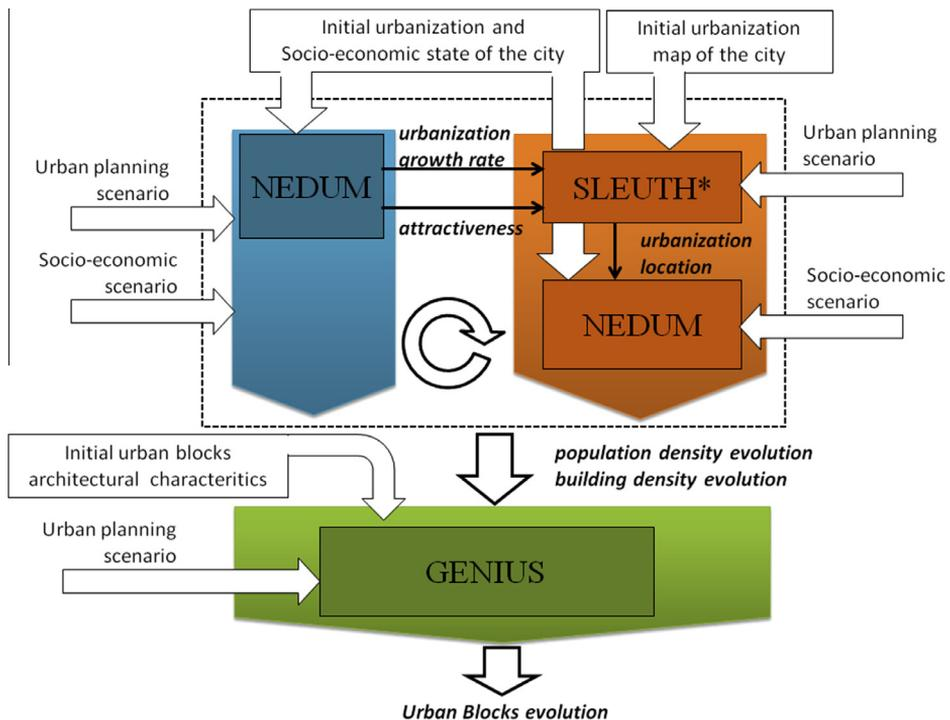 Initial urbanization and
Socio-economic state of the city
Initial urbanization
map of the city
Urban planning
scenario
Socio-economic
scenario
NEDUM
urbanization
growth rate
attractiveness
SLEUTH*
urbanization
location
NEDUM
Urban planning
scenario
Socio-economic
scenario
population density evolution
building density evolution
Initial urban blocks
architectural characteritics
Urban planning
scenario
GENIUS
Urban Blocks evolution